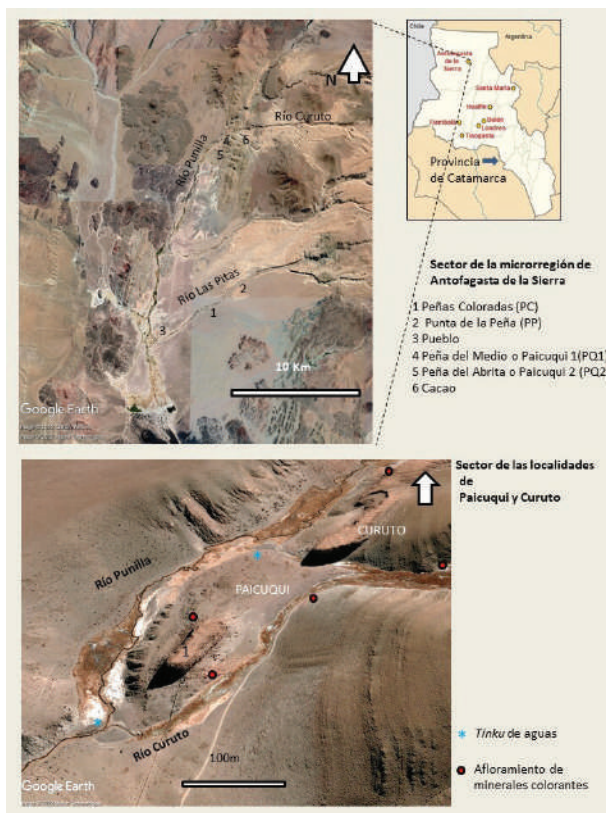 N
Río Curuto
4
6
5
Río Punilla
Río Las Pitas
2
1
3
10 Km
Google Earth
Chile
Argentina
Antofagasta
de la
Sierra
Santa María
Hualfín
Belén
Londres
Fiambalá
Tinogasta
Provincia
de Catamarca
Sector de la microrregión de
Antofagasta de la Sierra
1 Peñas Coloradas (PC)
2 Punta de la Peña (PP)
3 Pueblo
4 Peña del Medio o Paicuqui 1(PQ1)
5 Peña del Abrita o Paicuqui 2 (PQ2
6 Cacao
Sector de las localidades
de
Paicuqui y Curuto
CURUTO
Río Punilla
PAICUQUI
1
Río Curuto
100m
Google Earth
Tinku de aguas
Afloramiento de
minerales colorantes